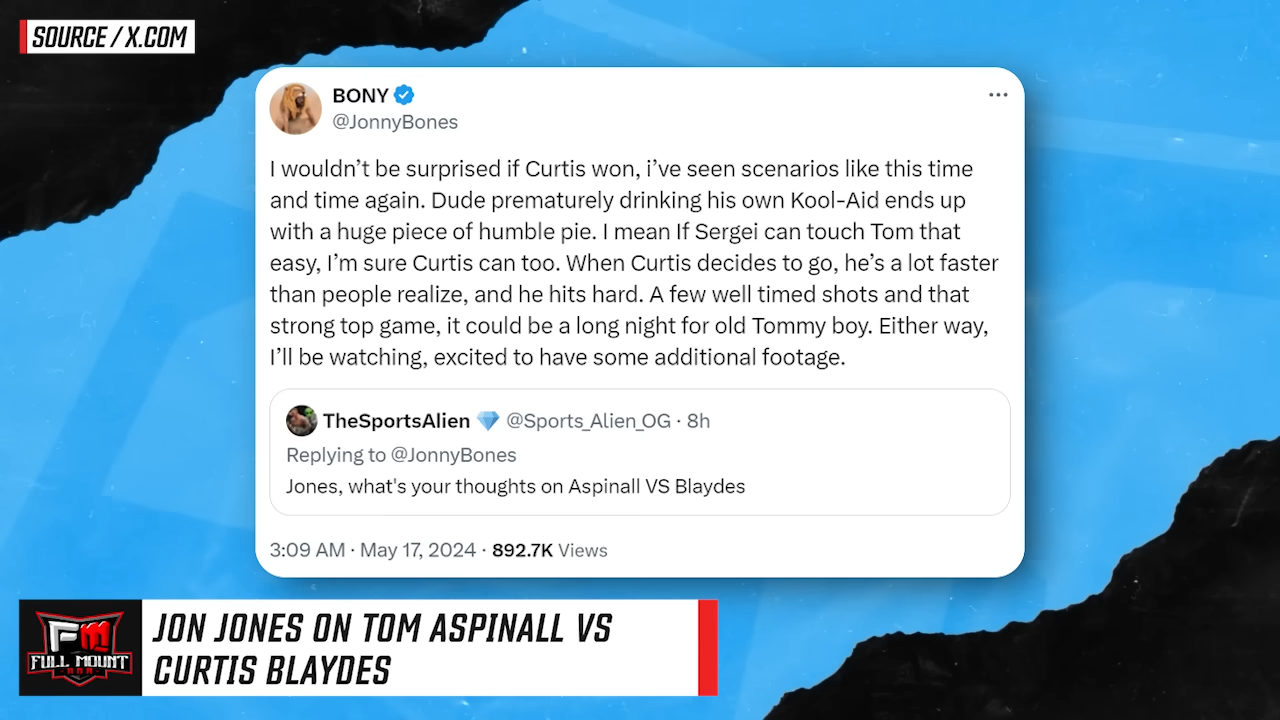 SOURCE / X.COM
BONY
@JonnyBones
I wouldn’t be surprised if Curtis won, i’ve seen scenarios like this time
and time again. Dude prematurely drinking his own Kool-Aid ends up
with a huge piece of humble pie. I mean If Sergei can touch Tom that
easy, I’m sure Curtis can too. When Curtis decides to go, he’s a lot faster
than people realize, and he hits hard. A few well timed shots and that
strong top game, it could be a long night for old Tommy boy. Either way,
I’ll be watching, excited to have some additional footage.
TheSportsAlien 💎 @Sports_Alien_OG · 8h
Replying to @JonnyBones
Jones, what's your thoughts on Aspinall VS Blaydes
3:09 AM · May 17, 2024 · 892.7K Views
FM
FULL MOUNT
MMA
JON JONES ON TOM ASPINALL VS
CURTIS BLAYDES